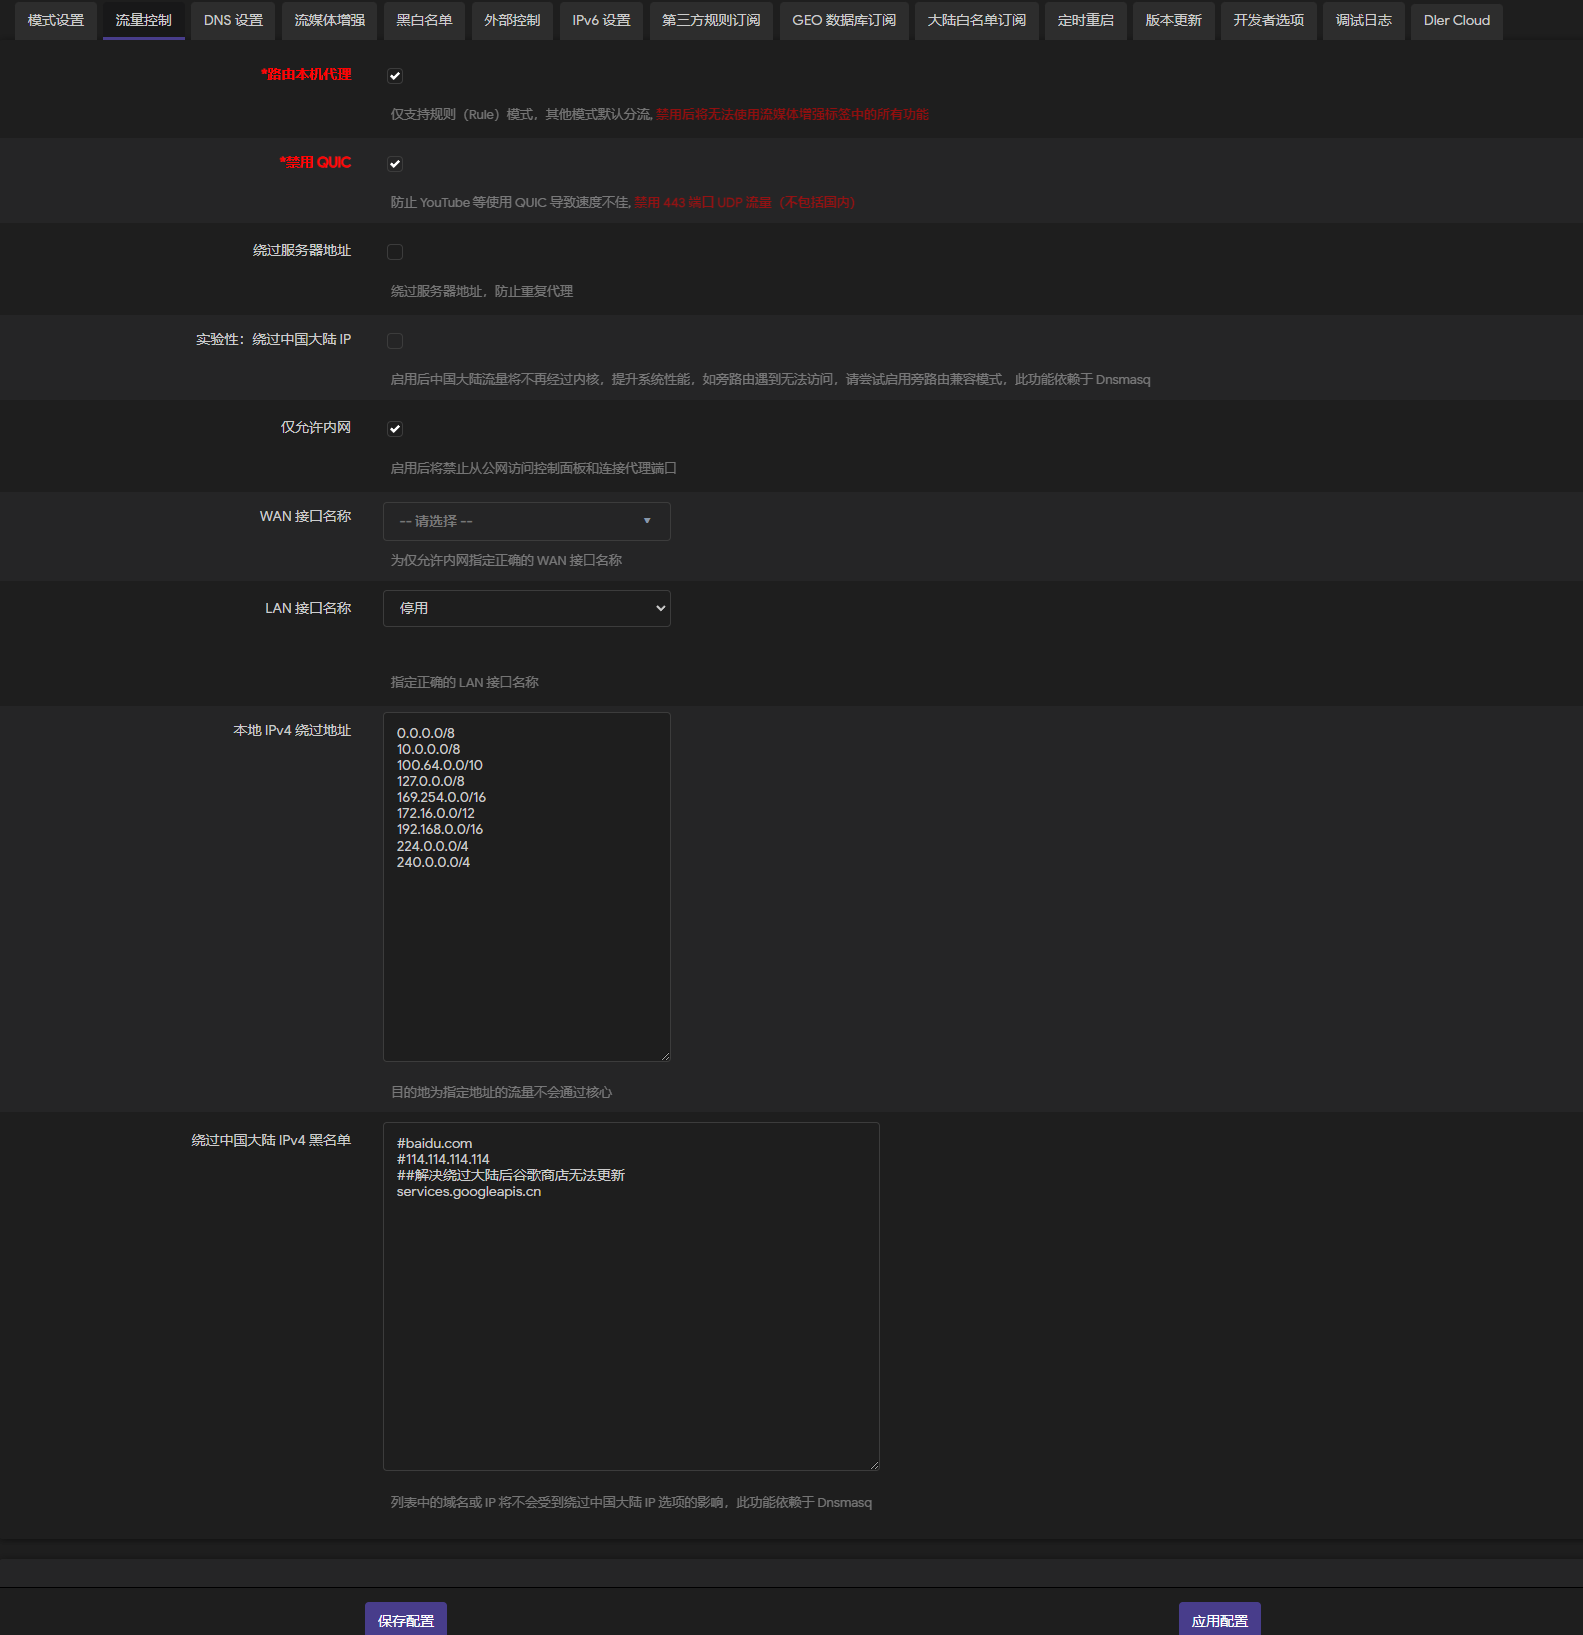 模式设置 流量控制 DNS 设置 流媒体增强 黑白名单 外部控制 IPv6 设置 第三方规则订阅 GEO 数据库订阅 大陆白名单订阅 定时重启 版本更新 开发者选项 调试日志 Dler Cloud
*路由本机代理
仅支持规则（Rule）模式，其他模式默认分流, 禁用后将无法使用流媒体增强标签中的所有功能
*禁用 QUIC
防止 YouTube 等使用 QUIC 导致速度不佳, 禁用 443 端口 UDP 流量（不包括国内）
绕过服务器地址
绕过服务器地址，防止重复代理
实验性：绕过中国大陆 IP
启用后中国大陆流量将不再经过内核，提升系统性能，如旁路由遇到无法访问，请尝试启用旁路由兼容模式，此功能依赖于 Dnsmasq
仅允许内网
启用后将禁止从公网访问控制面板和连接代理端口
WAN 接口名称
-- 请选择 --
为仅允许内网指定正确的 WAN 接口名称
LAN 接口名称
停用
指定正确的 LAN 接口名称
本地 IPv4 绕过地址
0.0.0.0/8
10.0.0.0/8
100.64.0.0/10
127.0.0.0/8
169.254.0.0/16
172.16.0.0/12
192.168.0.0/16
224.0.0.0/4
240.0.0.0/4
目的地为指定地址的流量不会通过核心
绕过中国大陆 IPv4 黑名单
#baidu.com
#114.114.114.114
##解决绕过大陆后谷歌商店无法更新
services.googleapis.cn
列表中的域名或 IP 将不会受到绕过中国大陆 IP 选项的影响，此功能依赖于 Dnsmasq
保存配置 应用配置